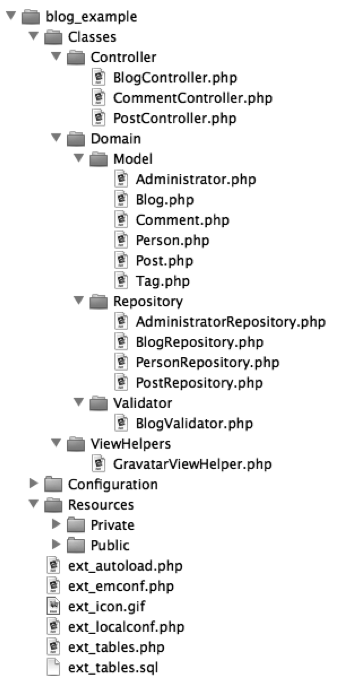 blog_example
Classes
Controller
BlogController.php
CommentController.php
PostController.php
Domain
Model
Administrator.php
Blog.php
Comment.php
Person.php
Post.php
Tag.php
Repository
AdministratorRepository.php
BlogRepository.php
PersonRepository.php
PostRepository.php
Validator
BlogValidator.php
ViewHelpers
GravatarViewHelper.php
Configuration
Resources
Private
Public
ext_autoload.php
ext_emconf.php
ext_icon.gif
ext_localconf.php
ext_tables.php
ext_tables.sql